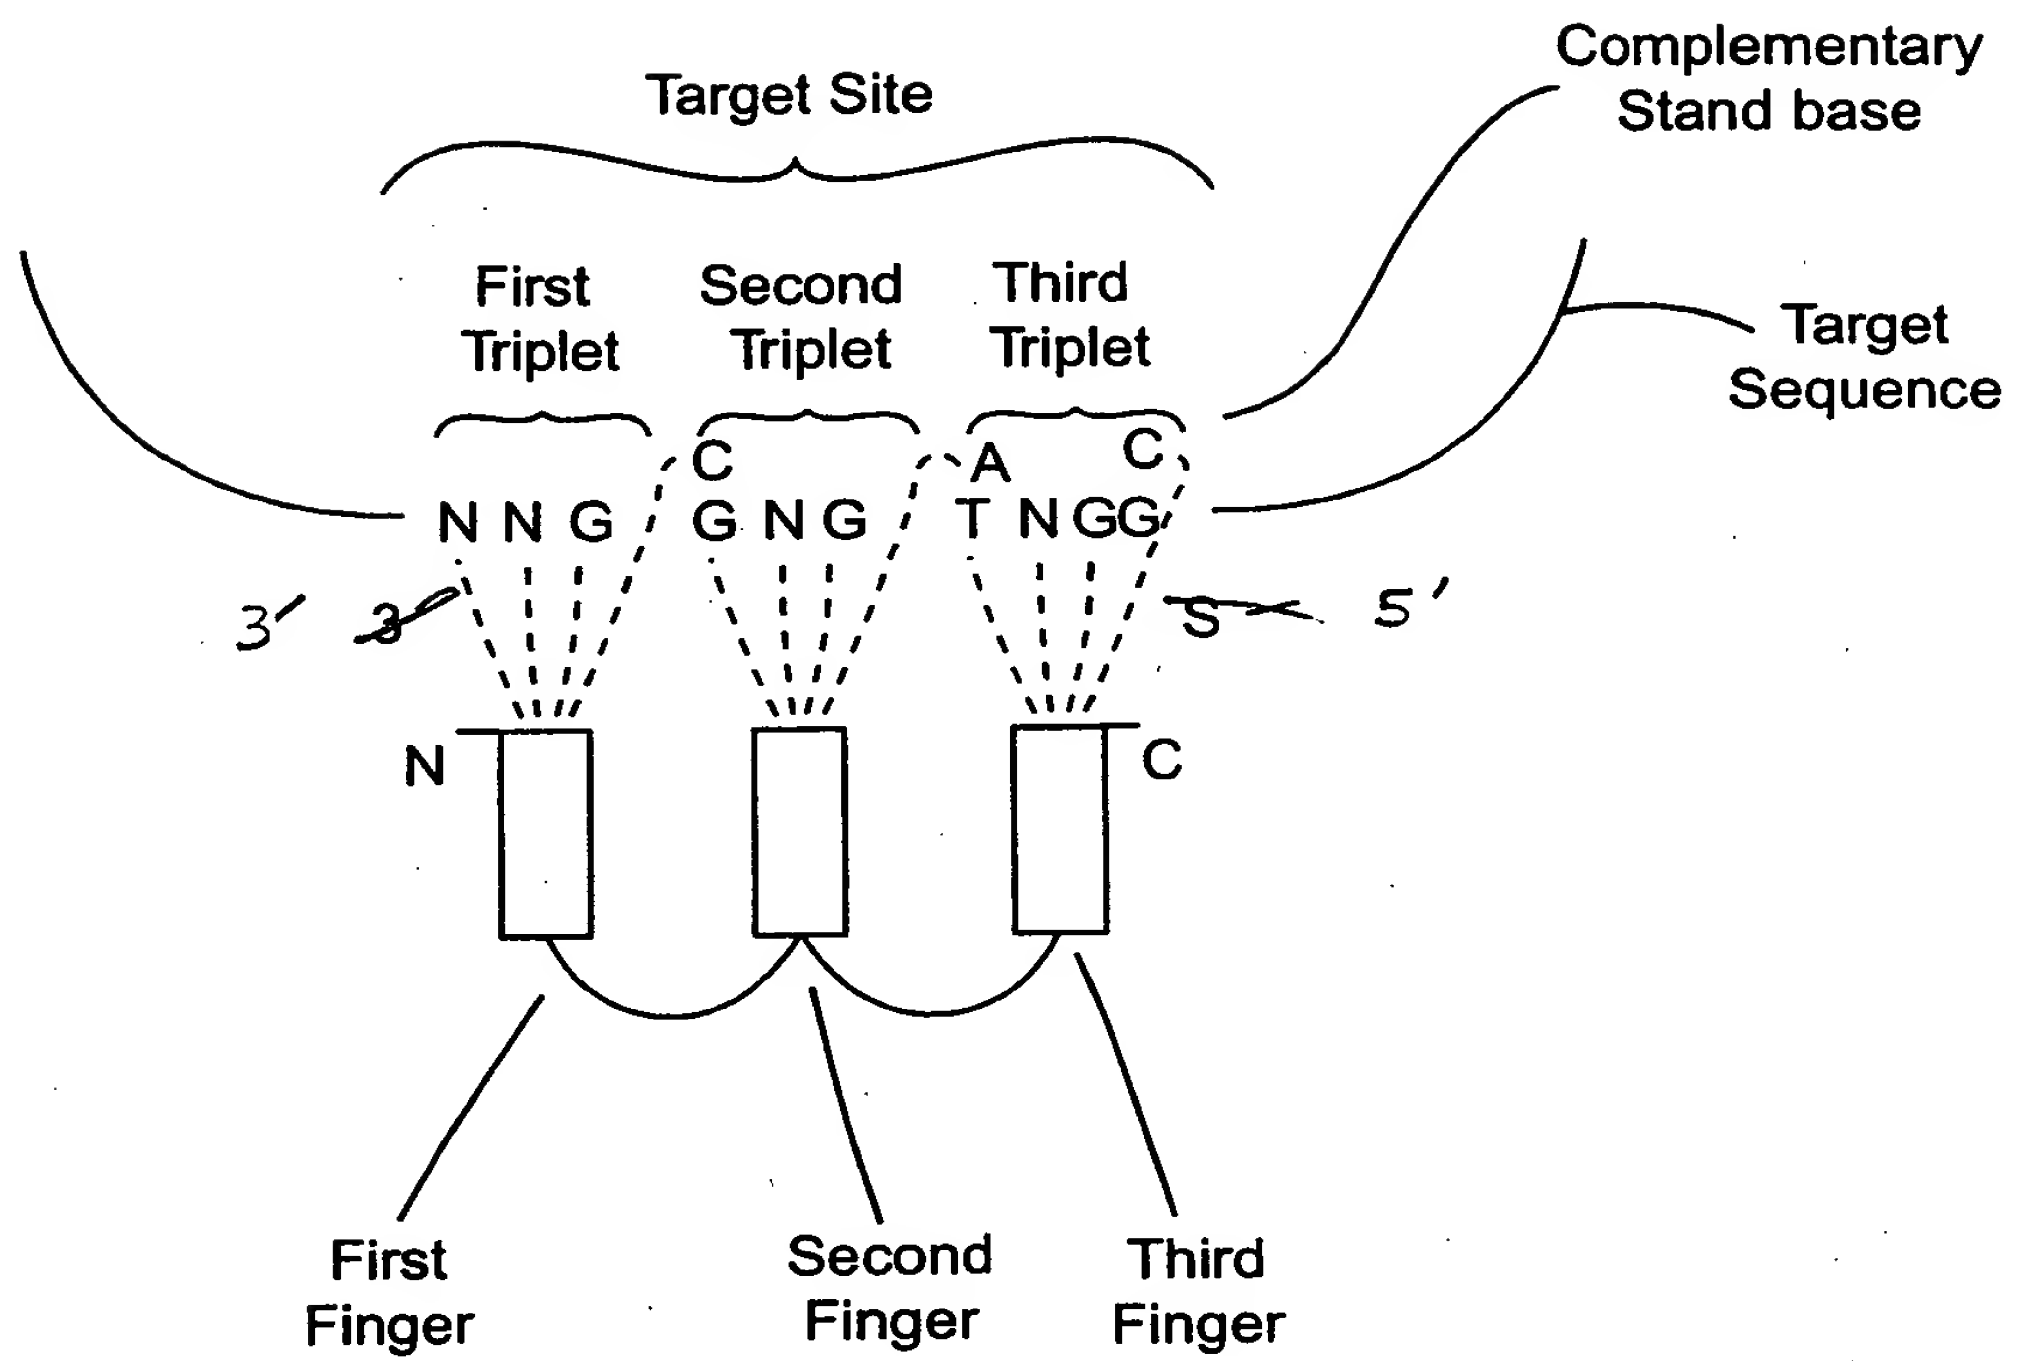 Complementary
Stand base
Target Site
First
Triplet
Second
Triplet
Third
Triplet
Target
Sequence
C
A
C
N N G
G N G
T N GG
3'
3'
5
5'
N
C
First
Finger
Second
Finger
Third
Finger